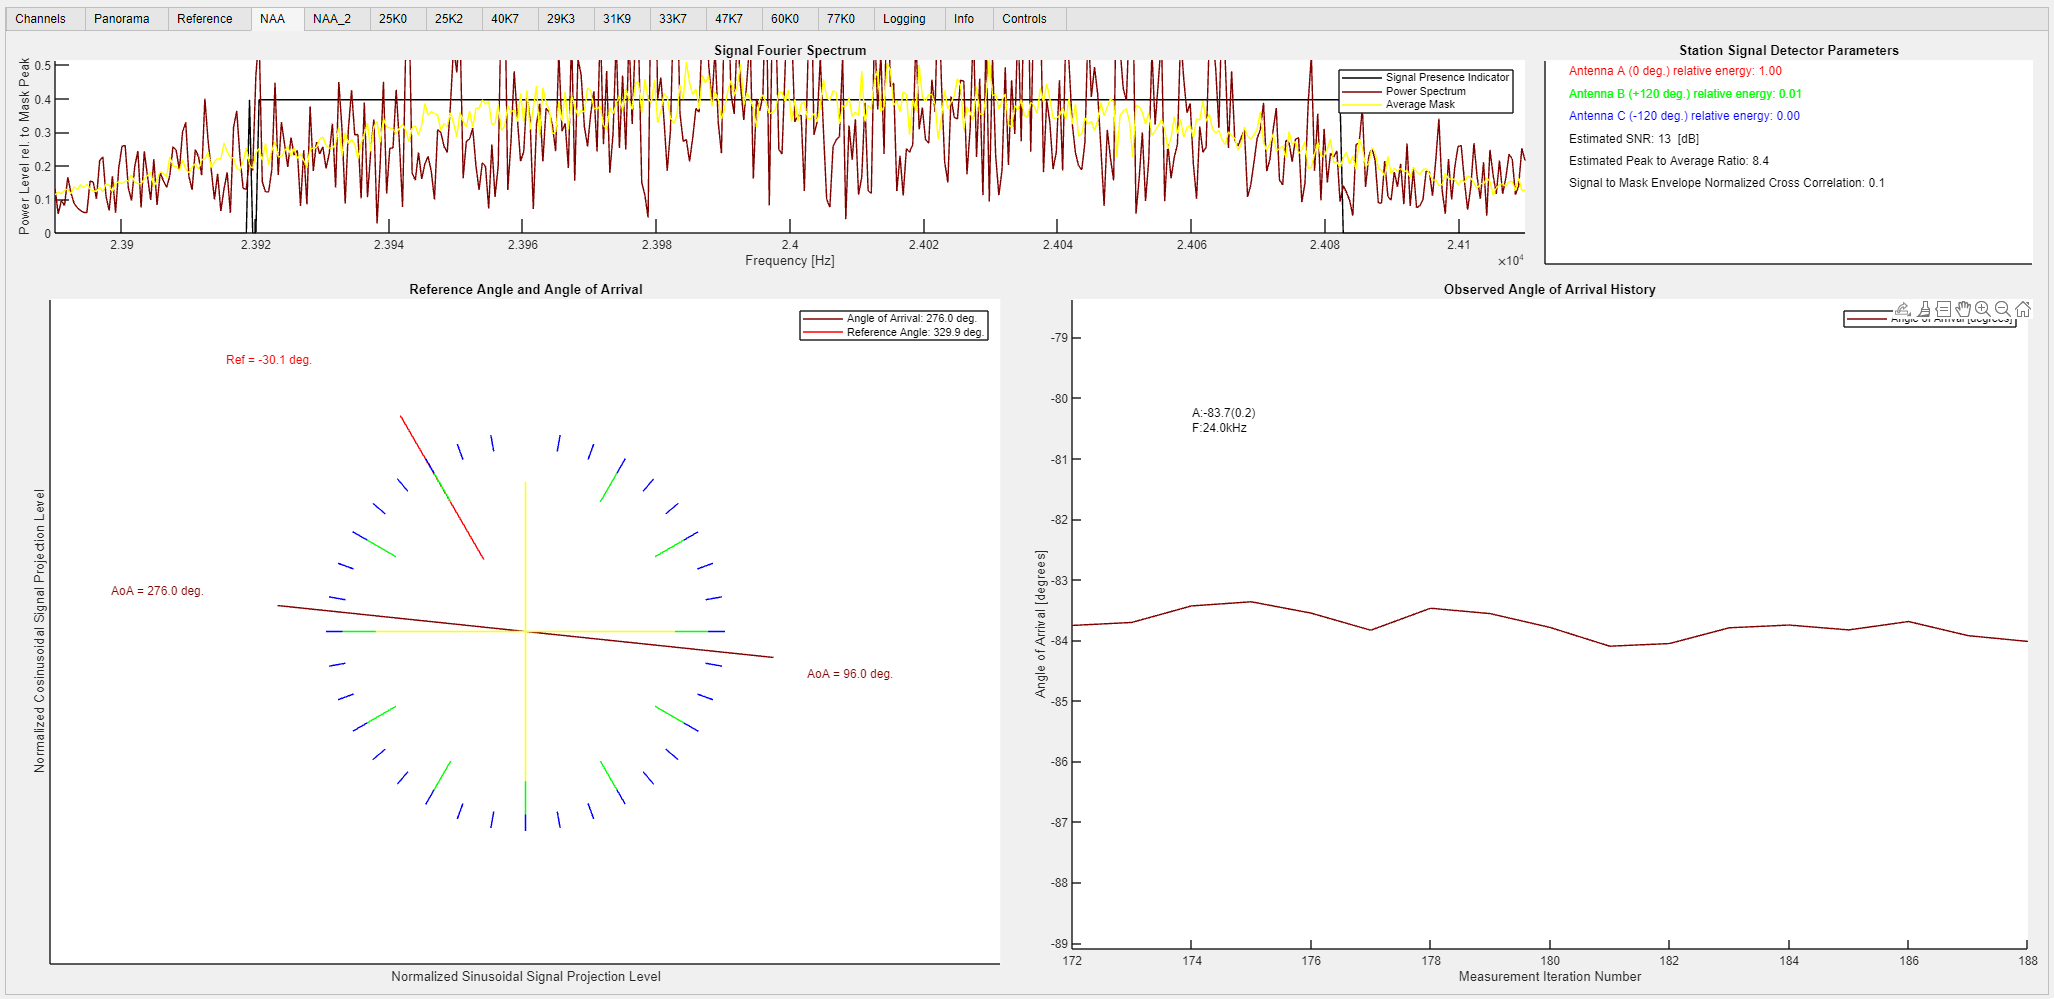 Channels Panorama Reference NAA NAA_2 25K0 25K2 40K7 29K3 31K9 33K7 47K7 60K0 77K0 Logging Info Controls
Signal Fourier Spectrum
Power Level rel. to Mask Peak
0.5
0.4
0.3
0.2
0.1
0
Signal Presence Indicator
Power Spectrum
Average Mask
2.39 2.392 2.394 2.396 2.398 2.4 2.402 2.404 2.406 2.408 2.41
Frequency [Hz]
×10⁴
Station Signal Detector Parameters
Antenna A (0 deg.) relative energy: 1.00
Antenna B (+120 deg.) relative energy: 0.01
Antenna C (-120 deg.) relative energy: 0.00
Estimated SNR: 13 [dB]
Estimated Peak to Average Ratio: 8.4
Signal to Mask Envelope Normalized Cross Correlation: 0.1
Reference Angle and Angle of Arrival
Normalized Cosinusoidal Signal Projection Level
Angle of Arrival: 276.0 deg.
Reference Angle: 329.9 deg.
Ref = -30.1 deg.
AoA = 276.0 deg.
AoA = 96.0 deg.
Normalized Sinusoidal Signal Projection Level
Observed Angle of Arrival History
Angle of Arrival [degrees]
Angle of Arrival [degrees]
-79
-80
-81
-82
-83
-84
-85
-86
-87
-88
-89
A:-83.7(0.2)
F:24.0kHz
172 174 176 178 180 182 184 186 188
Measurement Iteration Number